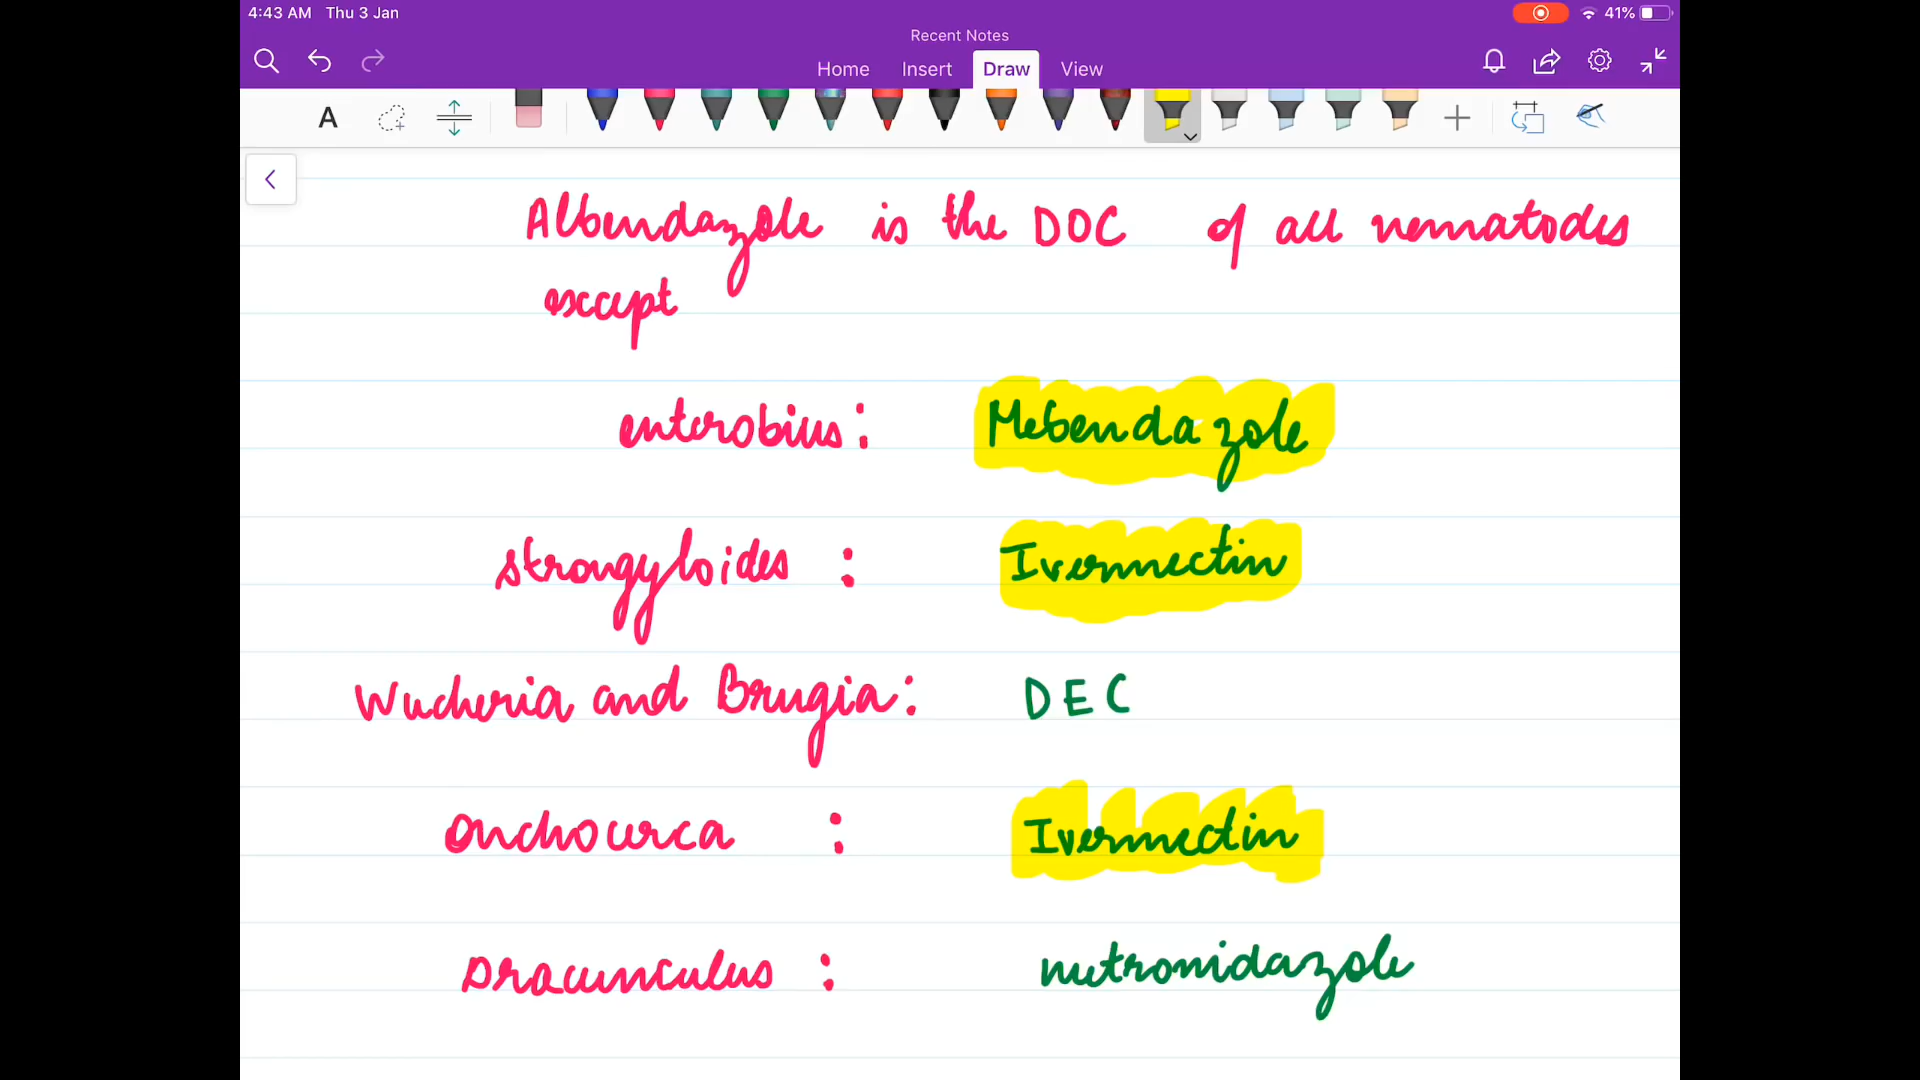 4:43 AM Thu 3 Jan 41%
Recent Notes
Home Insert Draw View
A
Albendazole is the DOC of all nematodes
except
enterobius : Mebendazole
strongyloides : Ivermectin
Wucheria and Brugia : DEC
onchocerca : Ivermectin
Dracunculus : metronidazole